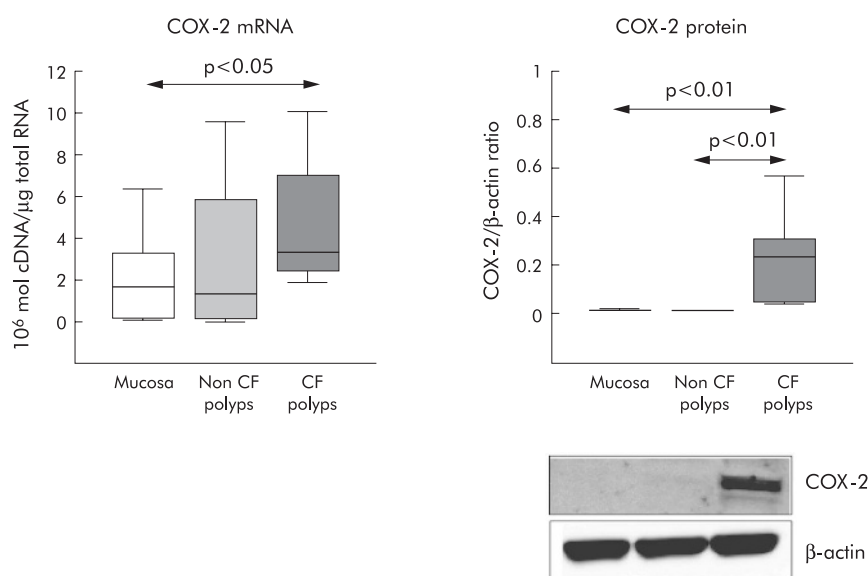 COX-2 mRNA
10⁶ mol cDNA/μg total RNA
12
10
8
6
4
2
0
p<0.05
Mucosa
Non CF
polyps
CF
polyps
COX-2 protein
COX-2/β-actin ratio
1
0.8
0.6
0.4
0.2
0
p<0.01
p<0.01
Mucosa
Non CF
polyps
CF
polyps
COX-2
β-actin